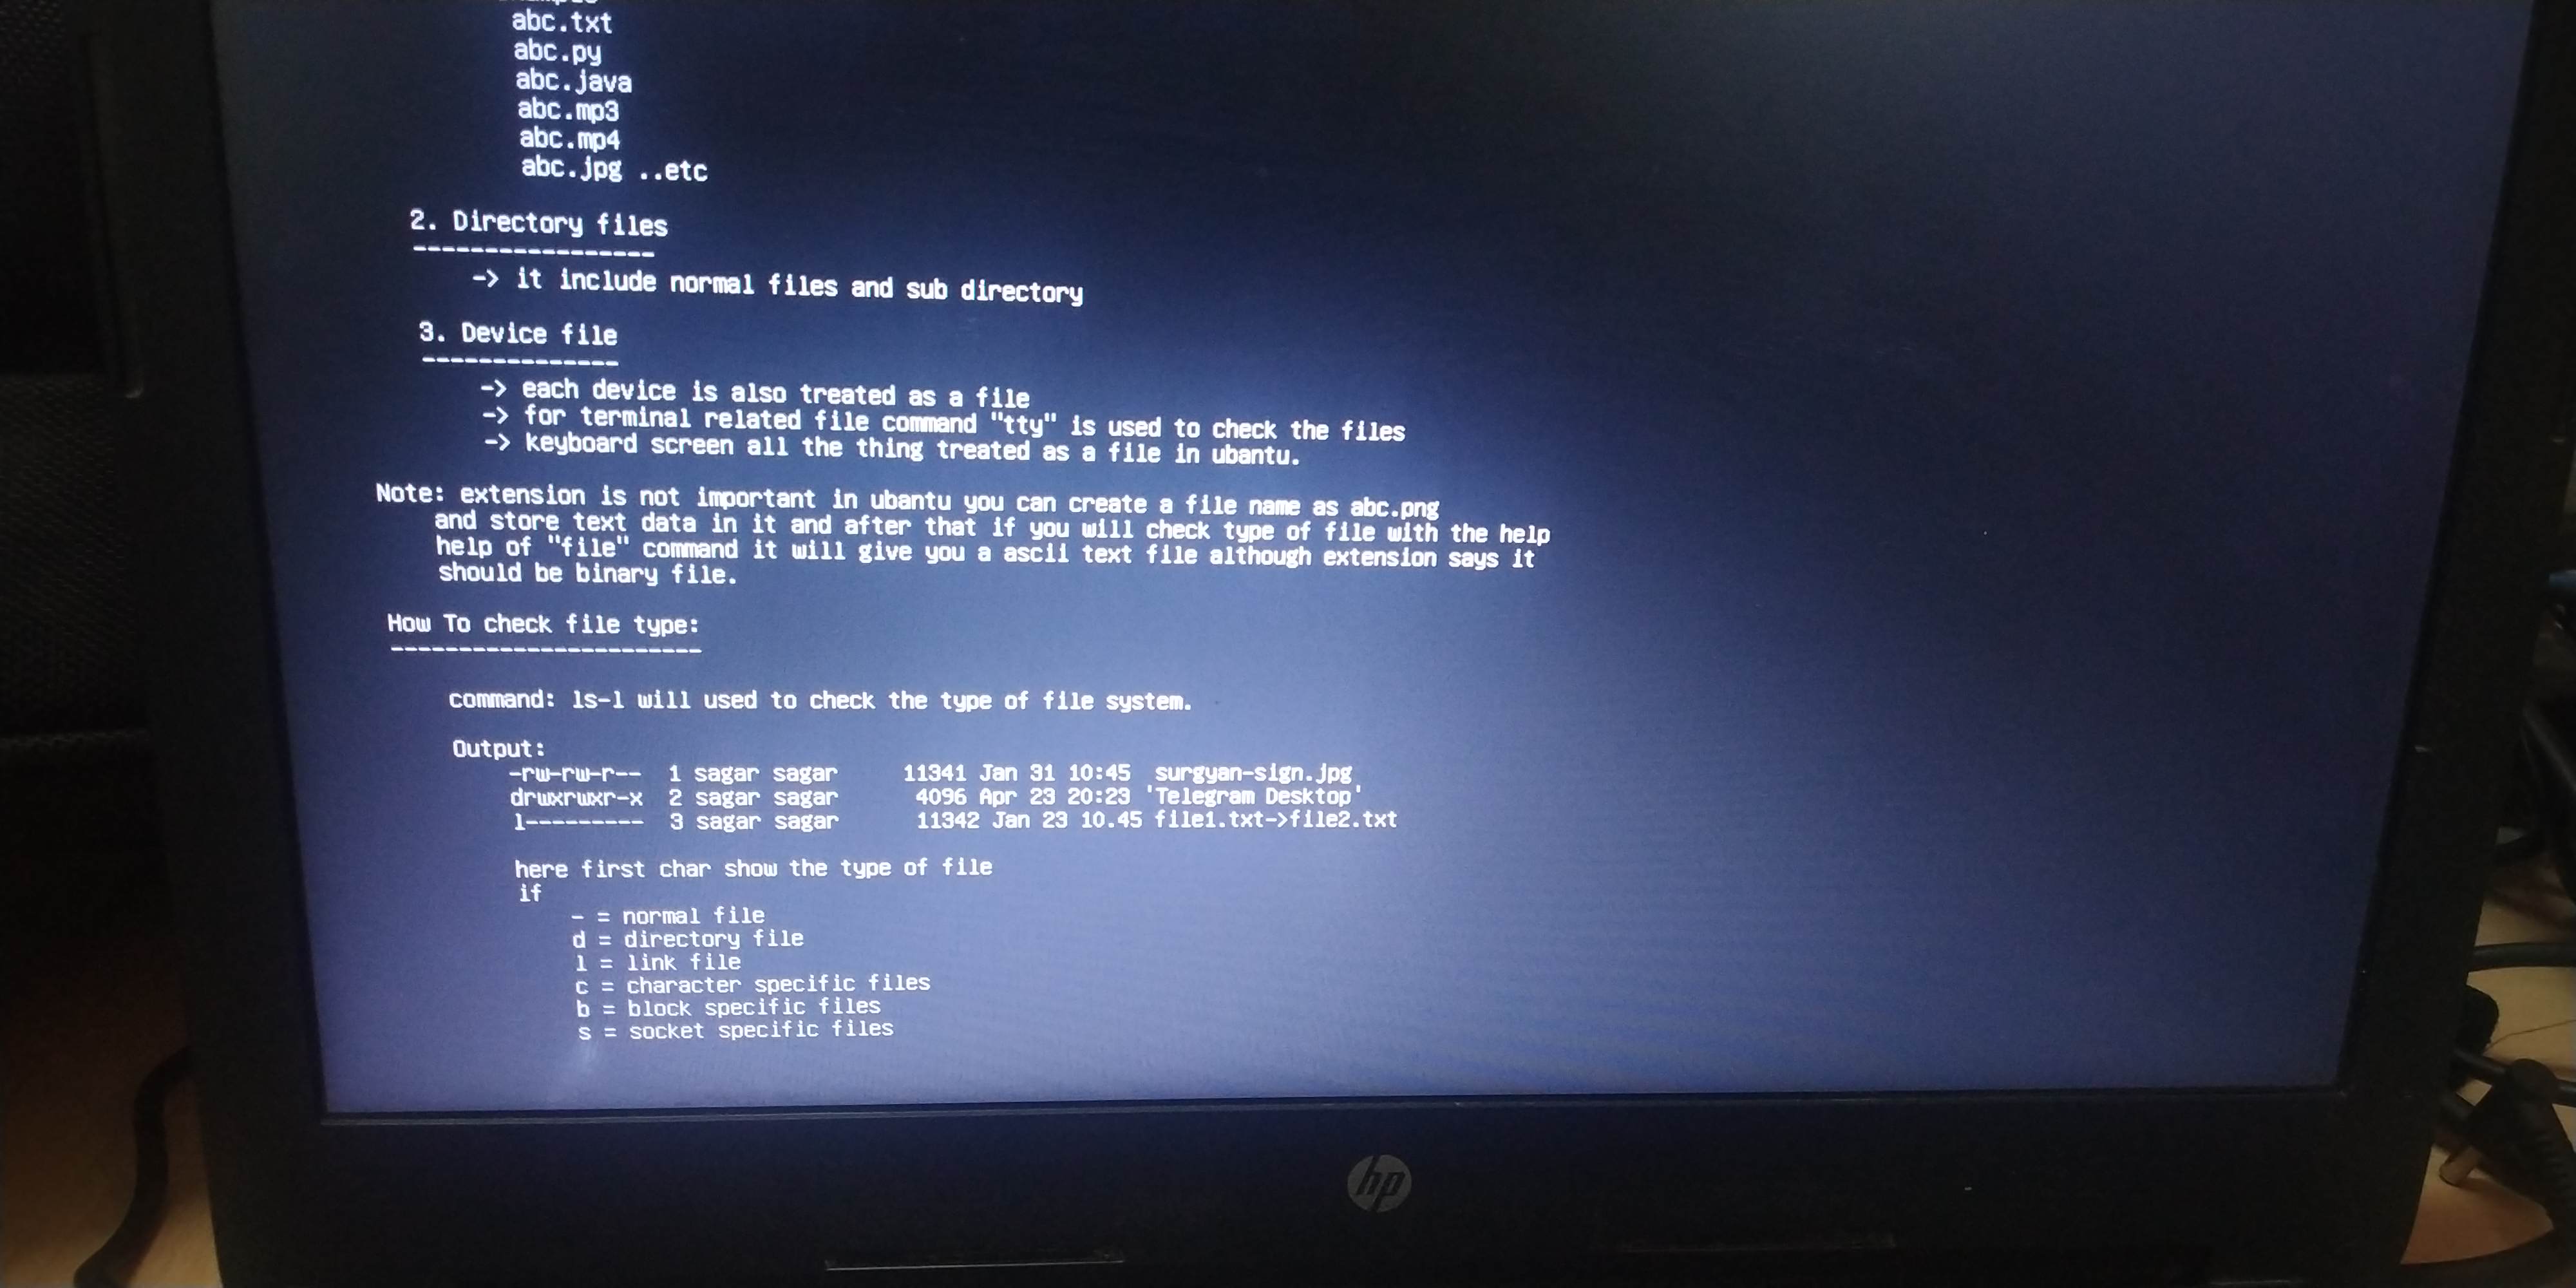 abc.txt
abc.py
abc.java
abc.mp3
abc.mp4
abc.jpg ..etc
2. Directory files
-----------------
-> it include normal files and sub directory
3. Device file
--------------
-> each device is also treated as a file
-> for terminal related file command "tty" is used to check the files
-> keyboard screen all the thing treated as a file in ubantu.
Note: extension is not important in ubantu you can create a file name as abc.png
and store text data in it and after that if you will check type of file with the help
help of "file" command it will give you a ascii text file although extension says it
should be binary file.
How To check file type:
-----------------------
command: ls-l will used to check the type of file system.
Output:
-rw-rw-r-- 1 sagar sagar 11341 Jan 31 10:45 surgyan-sign.jpg
drwxrwxr-x 2 sagar sagar 4096 Apr 23 20:23 'Telegram Desktop'
l--------- 3 sagar sagar 11342 Jan 23 10.45 file1.txt->file2.txt
here first char show the type of file
if
- = normal file
d = directory file
l = link file
c = character specific files
b = block specific files
s = socket specific files
hp